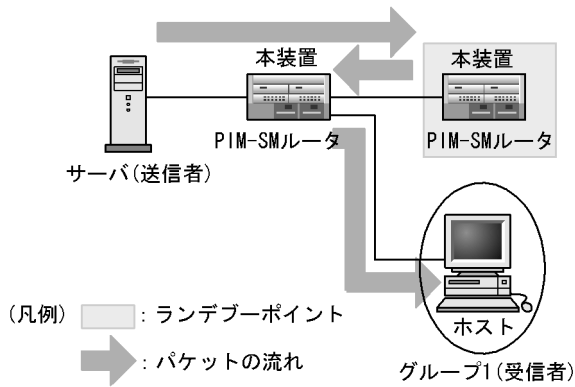 本装置
本装置
PIM-SMルータ
PIM-SMルータ
サーバ(送信者)
(凡例)
:ランデブーポイント
:パケットの流れ
ホスト
グループ1(受信者)